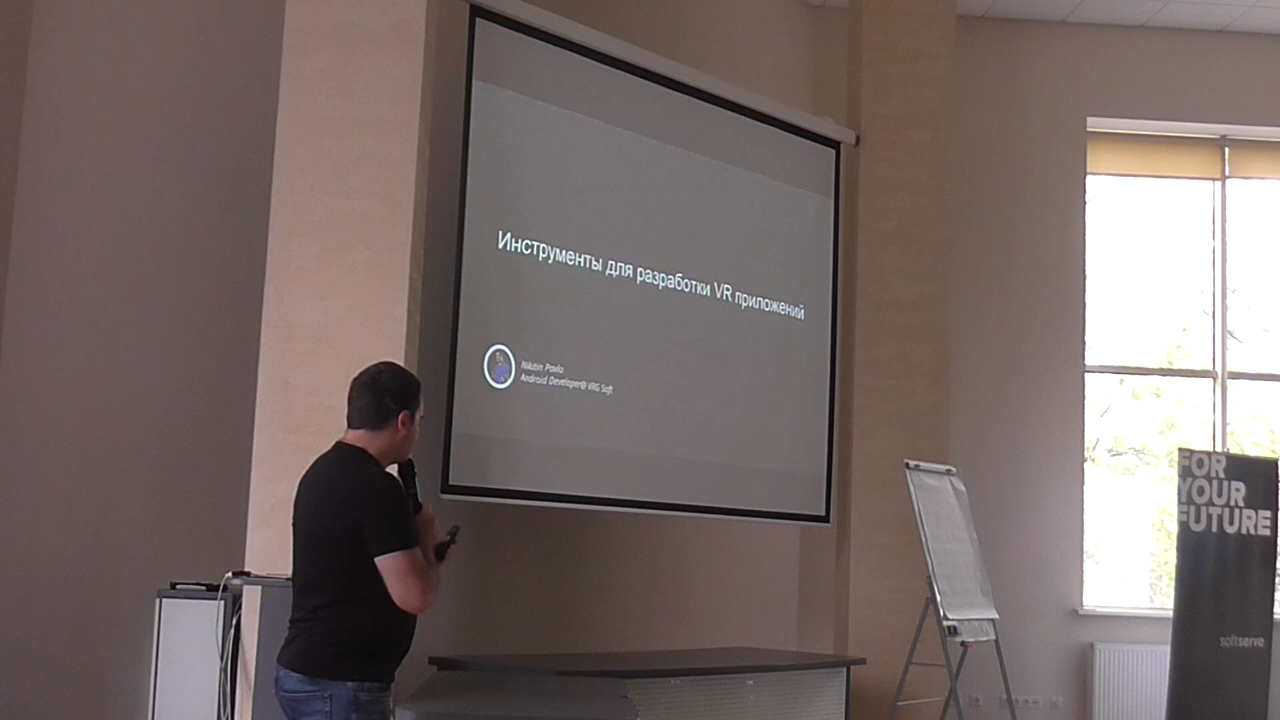 Инструменты для разработки VR приложений
Nikitin Pavlo
Android Developer@ VRG Soft
FOR
YOUR
FUTURE
softserve